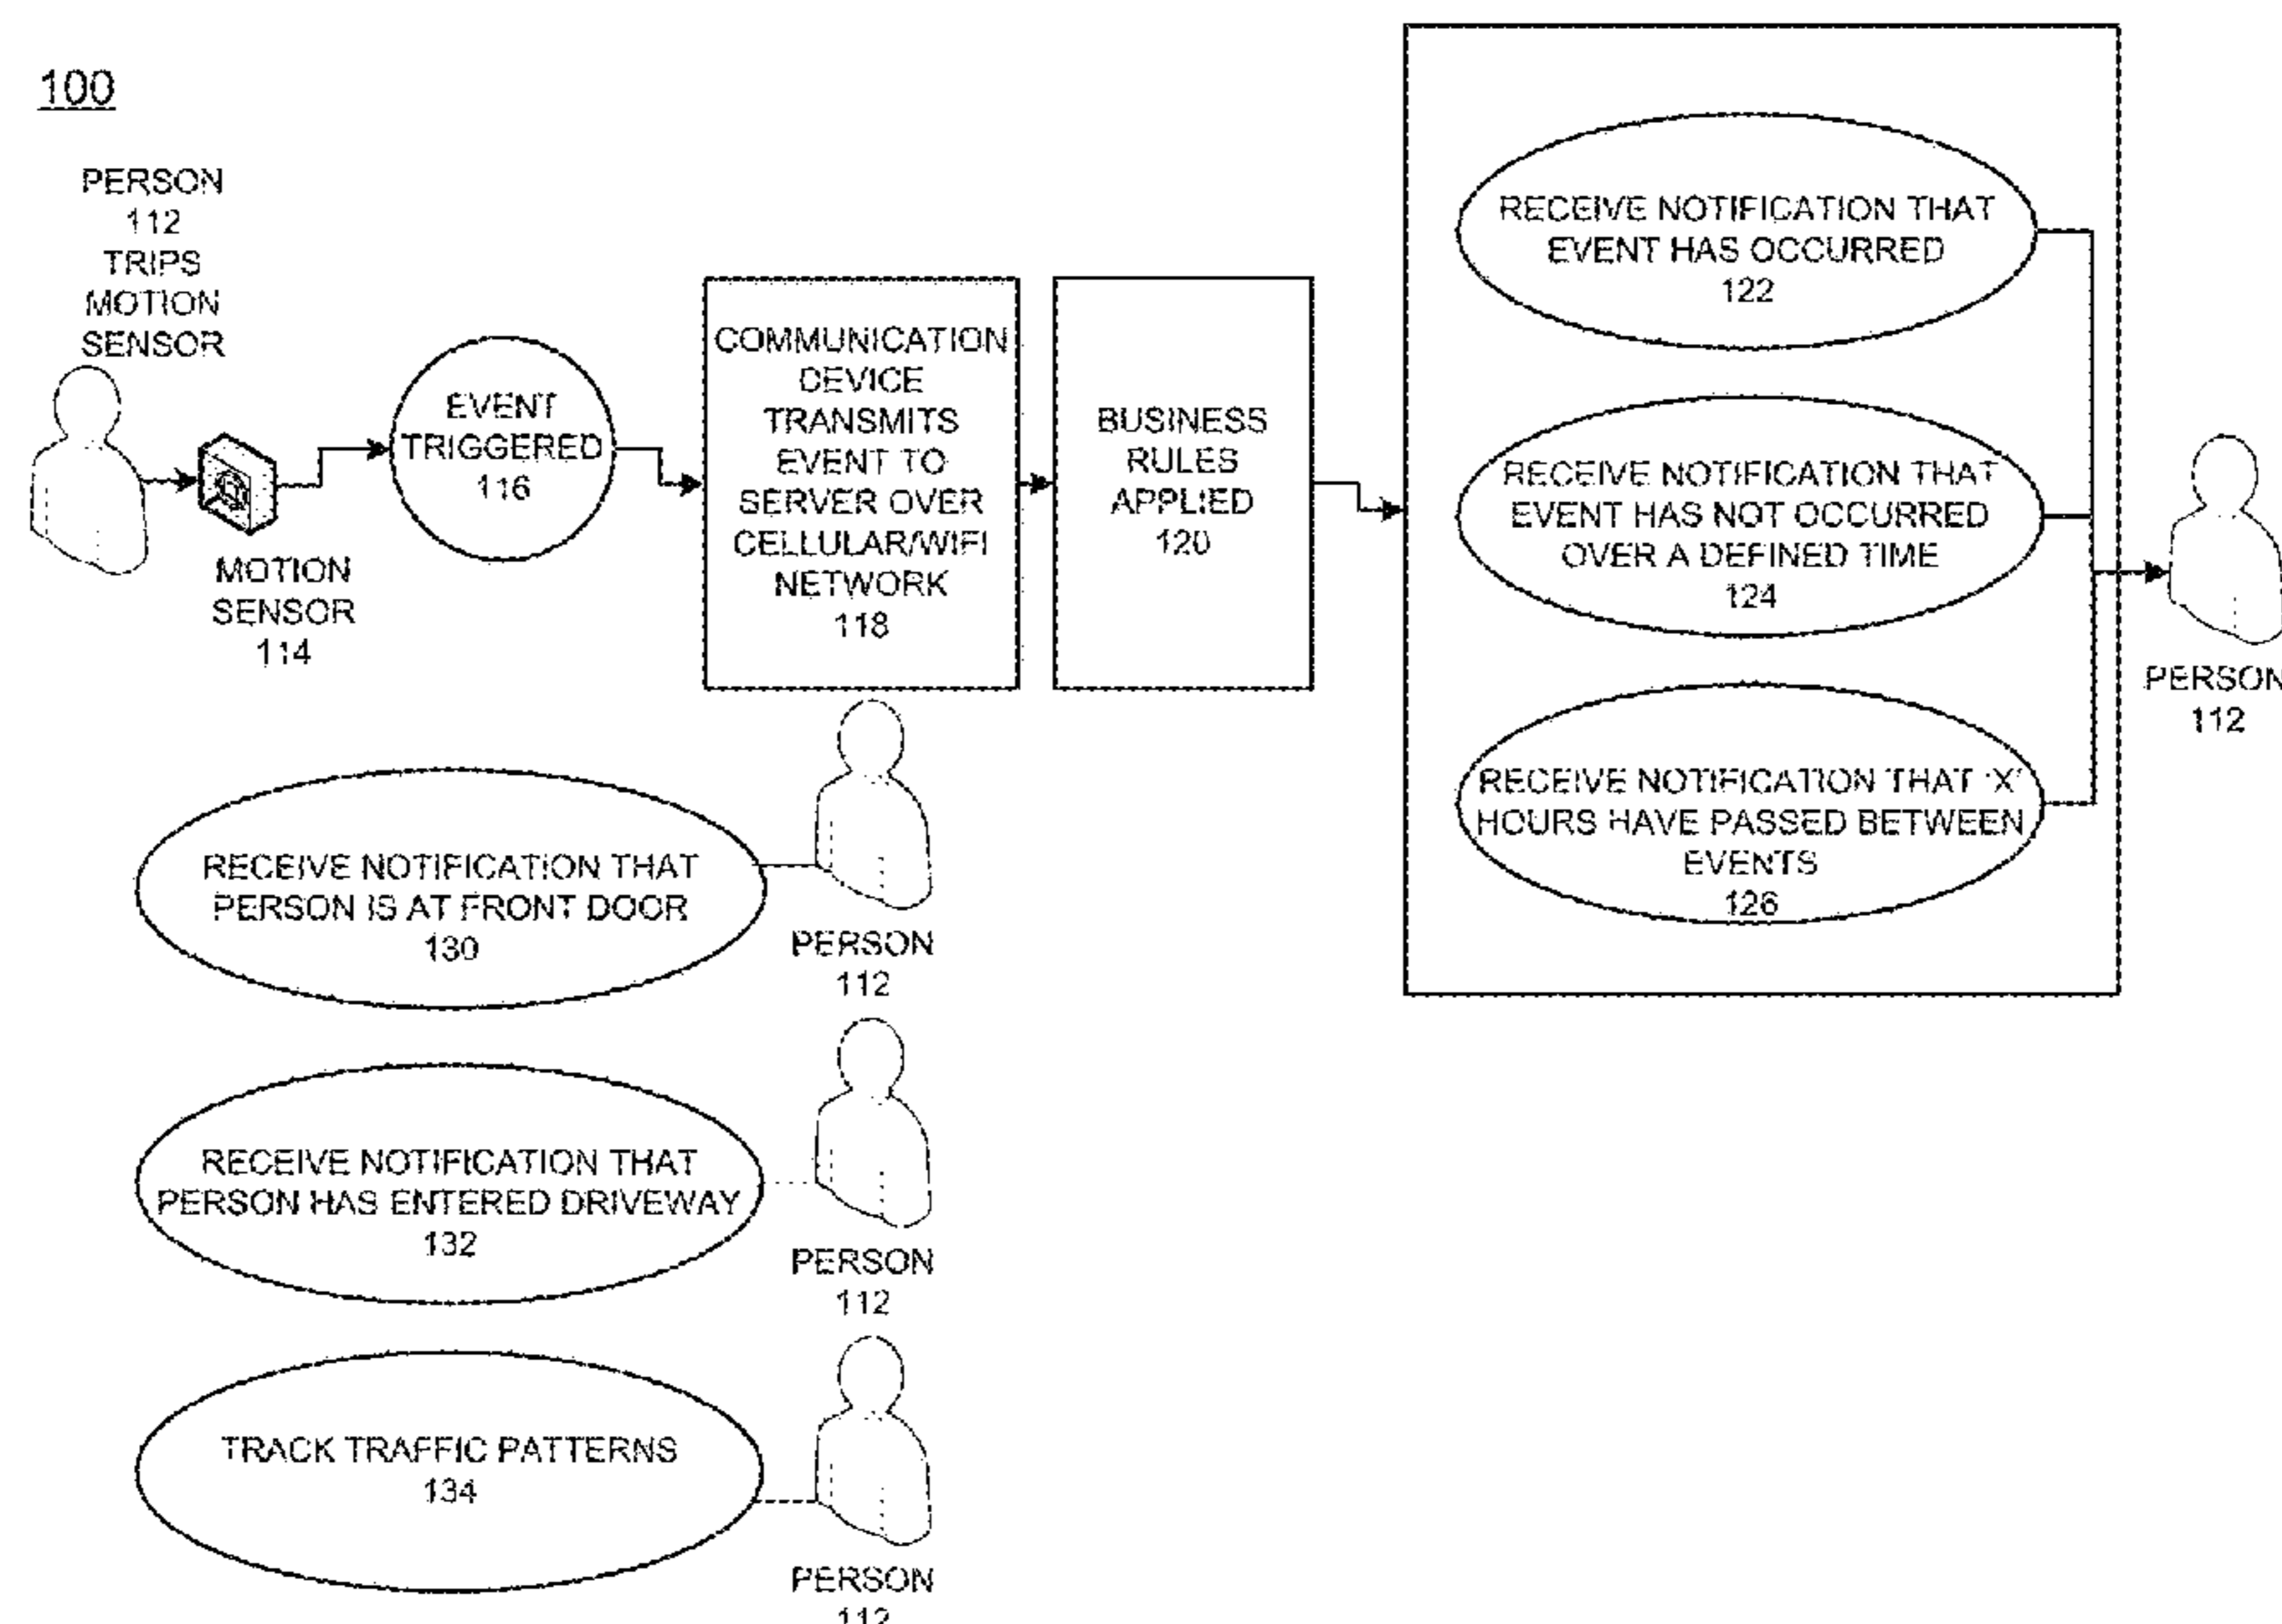 100
PERSON
112
TRIPS
MOTION
SENSOR
MOTION
SENSOR
114
EVENT
TRIGGERED
116
COMMUNICATION
DEVICE
TRANSMITS
EVENT TO
SERVER OVER
CELLULAR/WIFI
NETWORK
118
BUSINESS
RULES
APPLIED
120
RECEIVE NOTIFICATION THAT
EVENT HAS OCCURRED
122
RECEIVE NOTIFICATION THAT
EVENT HAS NOT OCCURRED
OVER A DEFINED TIME
124
RECEIVE NOTIFICATION THAT 'X'
HOURS HAVE PASSED BETWEEN
EVENTS
126
PERSON
112
RECEIVE NOTIFICATION THAT
PERSON IS AT FRONT DOOR
130
PERSON
112
RECEIVE NOTIFICATION THAT
PERSON HAS ENTERED DRIVEWAY
132
PERSON
112
TRACK TRAFFIC PATTERNS
134
PERSON
112